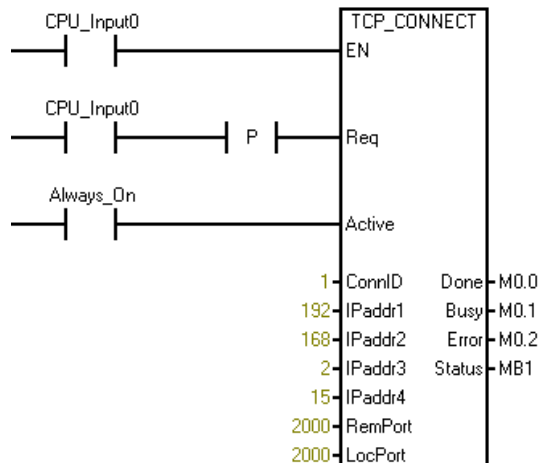 CPU_Input0 TCP_CONNECT
EN
CPU_Input0
P Req
Always_On
Active
1 ConnID Done M0.0
192 IPaddr1 Busy M0.1
168 IPaddr2 Error M0.2
2 IPaddr3 Status MB1
15 IPaddr4
2000 RemPort
2000 LocPort